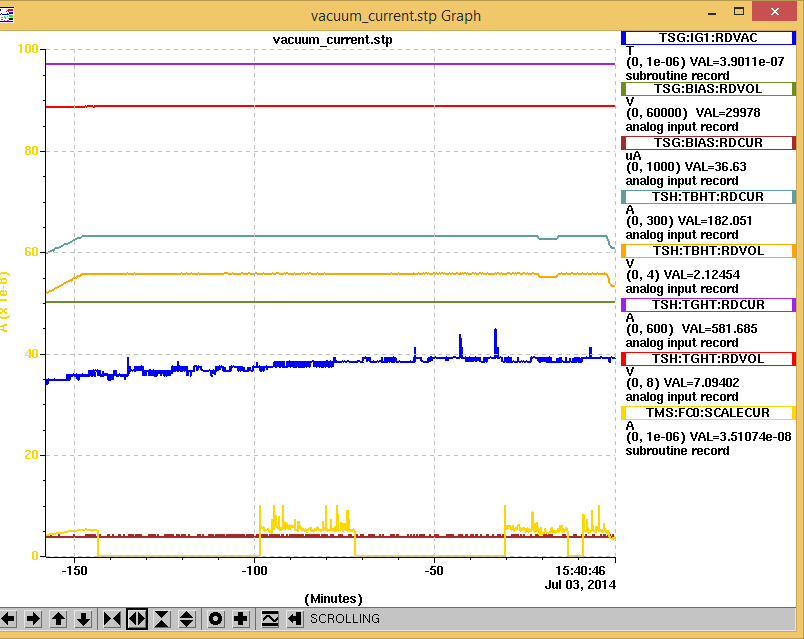 vacuum_current.stp Graph
vacuum_current.stp
100
80
60
40
20
0
A (x 1e-8)
-150
-100
-50
15:40:46
Jul 03, 2014
(Minutes)
TSG:IG1:RDVAC
T
(0, 1e-06) VAL=3.9011e-07
subroutine record
TSG:BIAS:RDVOL
V
(0, 60000) VAL=29978
analog input record
TSG:BIAS:RDCUR
uA
(0, 1000) VAL=36.63
analog input record
TSH:TBHT:RDCUR
A
(0, 300) VAL=182.051
analog input record
TSH:TBHT:RDVOL
V
(0, 4) VAL=2.12454
analog input record
TSH:TGHT:RDCUR
A
(0, 600) VAL=581.685
analog input record
TSH:TGHT:RDVOL
V
(0, 8) VAL=7.09402
analog input record
TMS:FC0:SCALECUR
A
(0, 1e-06) VAL=3.51074e-08
subroutine record
SCROLLING